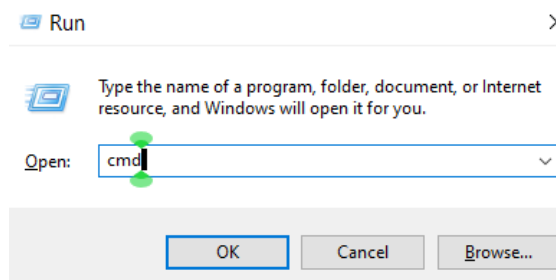 Run
Type the name of a program, folder, document, or Internet
resource, and Windows will open it for you.
Open: cmd
OK Cancel Browse...